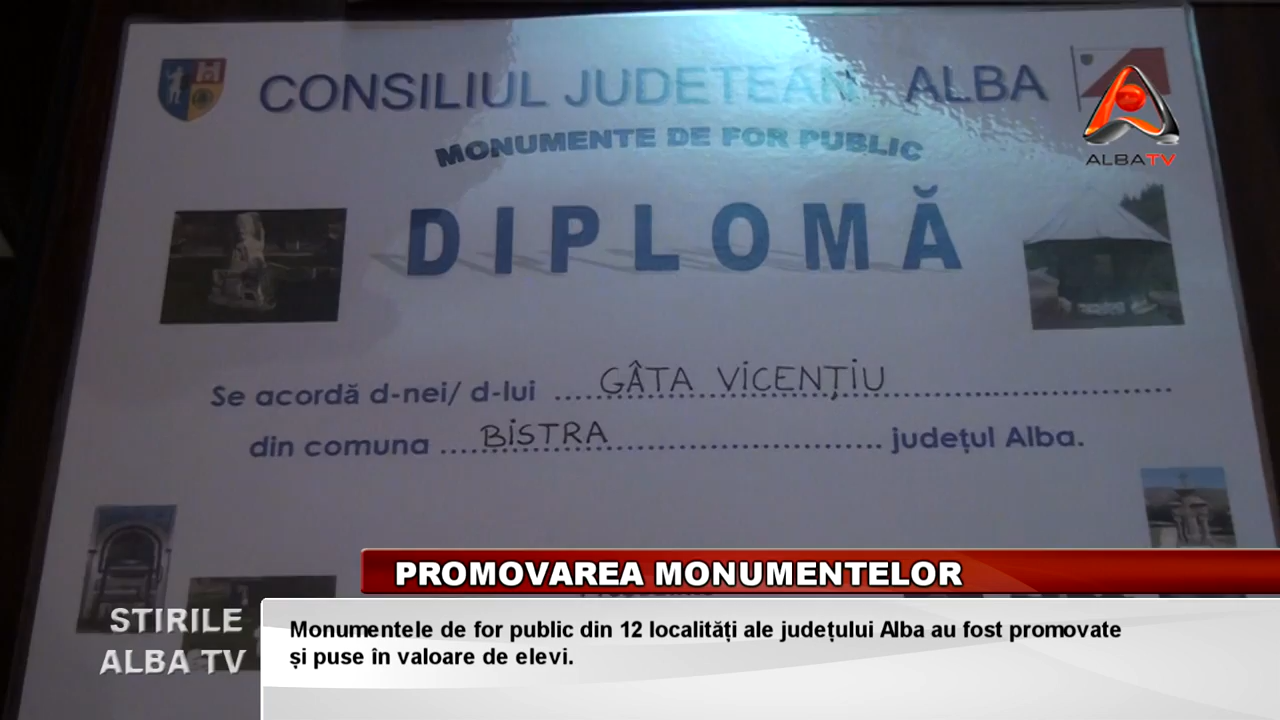 CONSILIUL JUDETEAN ALBA
MONUMENTE DE FOR PUBLIC
ALBATV
DIPLOMĂ
Se acordă d-nei/ d-lui ....GÂTA VICENȚIU....
din comuna ....BISTRA.... județul Alba.
PROMOVAREA MONUMENTELOR
STIRILE
ALBA TV
Monumentele de for public din 12 localități ale județului Alba au fost promovate
și puse în valoare de elevi.